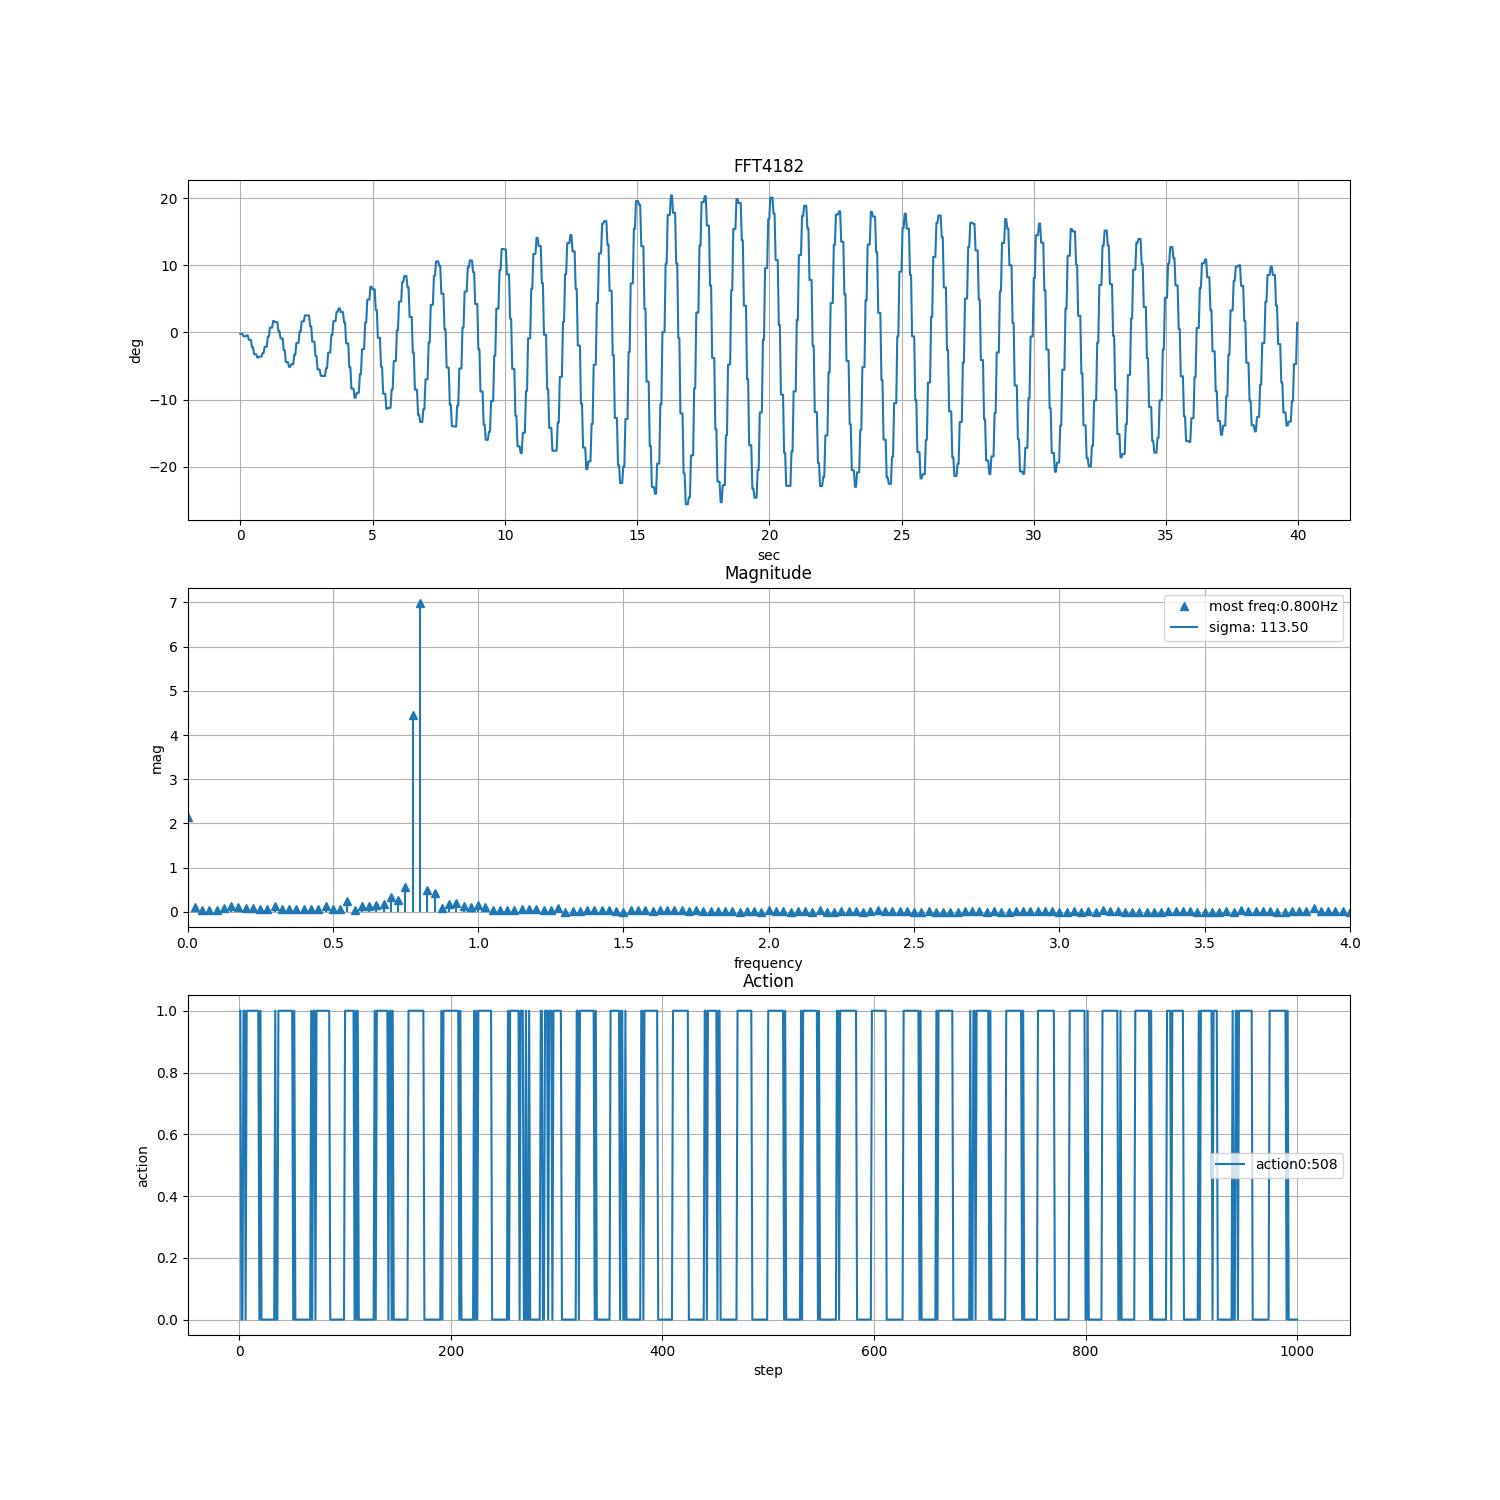 FFT4182
20
10
0
−10
−20
deg
0 5 10 15 20 25 30 35 40
sec
Magnitude
7
6
5
4
3
2
1
0
mag
most freq:0.800Hz
sigma: 113.50
0.0 0.5 1.0 1.5 2.0 2.5 3.0 3.5 4.0
frequency
Action
1.0
0.8
0.6
0.4
0.2
0.0
action
action0:508
0 200 400 600 800 1000
step